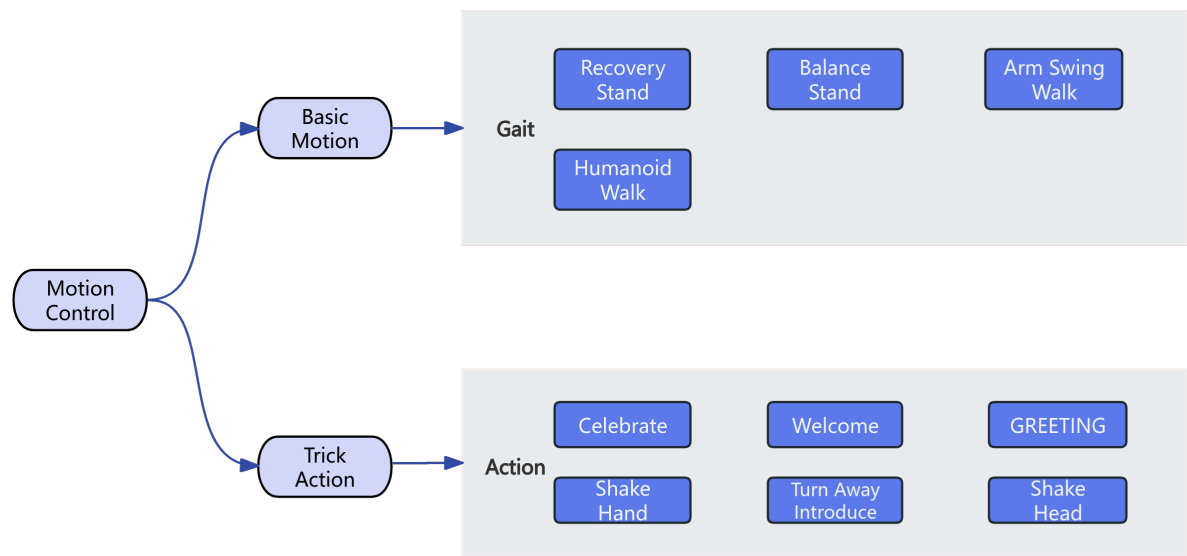 Motion
Control
Basic
Motion
Gait
Recovery
Stand
Balance
Stand
Arm Swing
Walk
Humanoid
Walk
Trick
Action
Action
Celebrate
Welcome
GREETING
Shake
Hand
Turn Away
Introduce
Shake
Head